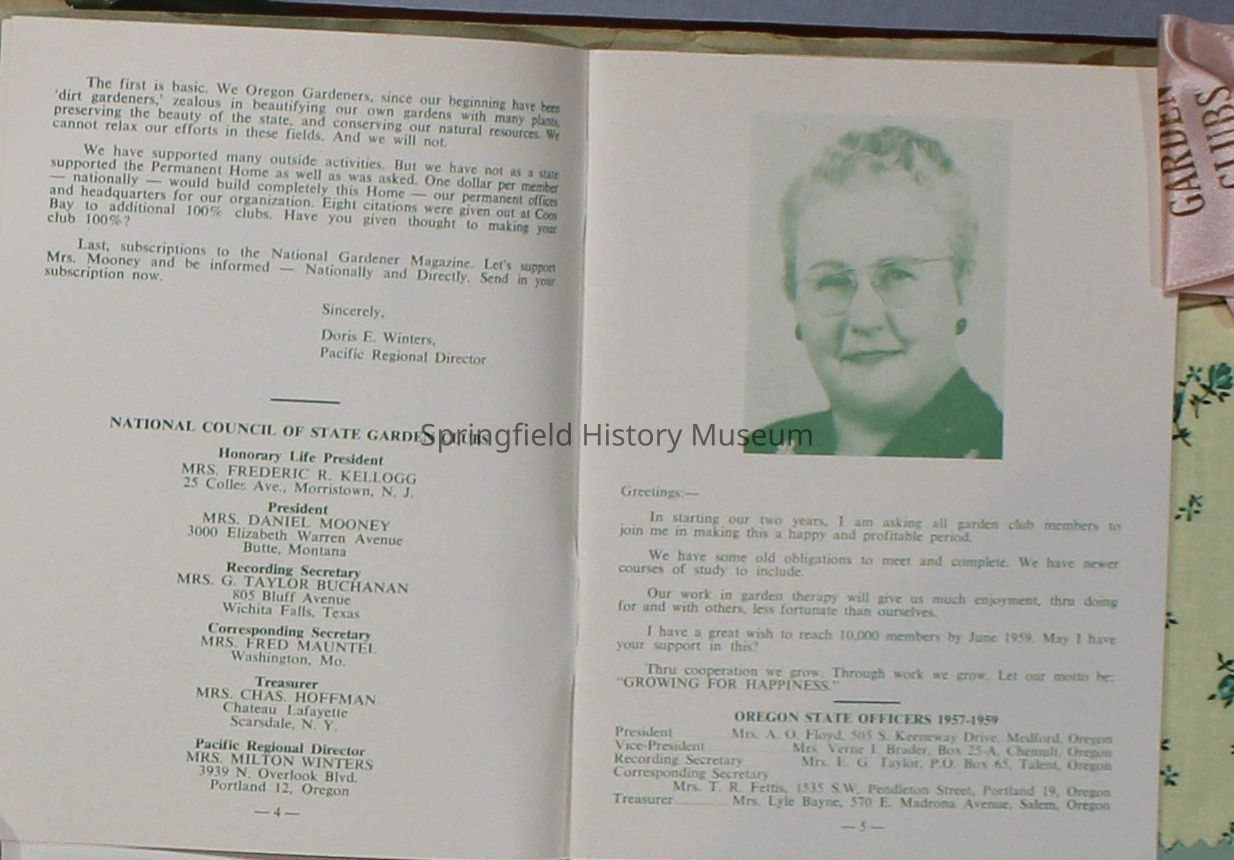 The first is basic. We Oregon Gardeners, since our beginning have been
'dirt gardeners,' zealous in beautifying our own gardens with many plants,
preserving the beauty of the state, and conserving our natural resources. We
cannot relax our efforts in these fields. And we will not.
We have supported many outside activities. But we have not as a state
supported the Permanent Home as well as was asked. One dollar per member
— nationally — would build completely this Home — our permanent offices
and headquarters for our organization. Eight citations were given out at Coos
Bay to additional 100% clubs. Have you given thought to making your
club 100%?
Last, subscriptions to the National Gardener Magazine. Let's support
Mrs. Mooney and be informed — Nationally and Directly. Send in your
subscription now.
Sincerely,
Doris E. Winters,
Pacific Regional Director
NATIONAL COUNCIL OF STATE GARDEN CLUBS
Honorary Life President
MRS. FREDERIC R. KELLOGG
25 Colles Ave., Morristown, N. J.
President
MRS. DANIEL MOONEY
3000 Elizabeth Warren Avenue
Butte, Montana
Recording Secretary
MRS. G. TAYLOR BUCHANAN
805 Bluff Avenue
Wichita Falls, Texas
Corresponding Secretary
MRS. FRED MAUNTEL
Washington, Mo.
Treasurer
MRS. CHAS. HOFFMAN
Chateau Lafayette
Scarsdale, N. Y.
Pacific Regional Director
MRS. MILTON WINTERS
3939 N. Overlook Blvd.
Portland 12, Oregon
— 4 —
Greetings:—
In starting our two years, I am asking all garden club members to
join me in making this a happy and profitable period.
We have some old obligations to meet and complete. We have newer
courses of study to include.
Our work in garden therapy will give us much enjoyment, thru doing
for and with others, less fortunate than ourselves.
I have a great wish to reach 10,000 members by June 1959. May I have
your support in this?
Thru cooperation we grow. Through work we grow. Let our motto be:
"GROWING FOR HAPPINESS."
OREGON STATE OFFICERS 1957-1959
President Mrs. A. O. Floyd, 505 S. Keeneway Drive, Medford, Oregon
Vice-President Mrs. Verne I. Brader, Box 25-A, Chemult, Oregon
Recording Secretary Mrs. E. G. Taylor, P.O. Box 65, Talent, Oregon
Corresponding Secretary
Mrs. T. R. Fettis, 1535 S.W. Pendleton Street, Portland 19, Oregon
Treasurer Mrs. Lyle Bayne, 570 E. Madrona Avenue, Salem, Oregon
— 5 —
GARDEN
CLUBS
Springfield History Museum